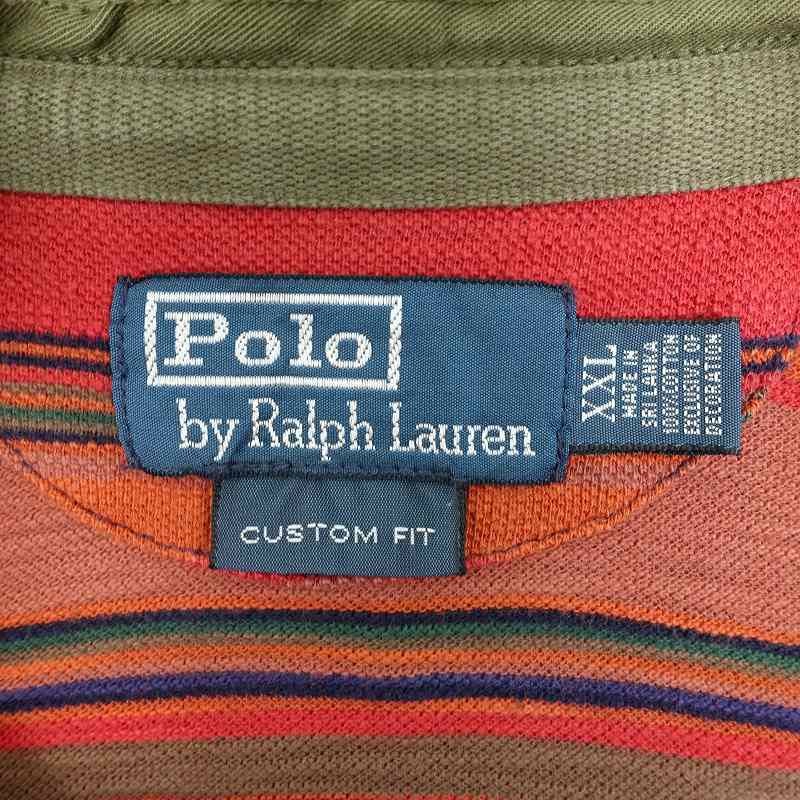 Polo
by Ralph Lauren
CUSTOM FIT
XXL
MADE IN
SRI LANKA
100%COTTON
EXCLUSIVE OF
DECORATION